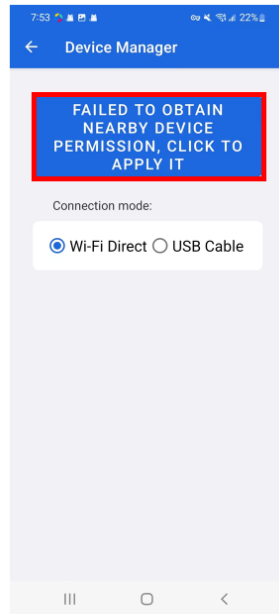 7:53 22%
Device Manager
FAILED TO OBTAIN
NEARBY DEVICE
PERMISSION, CLICK TO
APPLY IT
Connection mode:
Wi-Fi Direct USB Cable